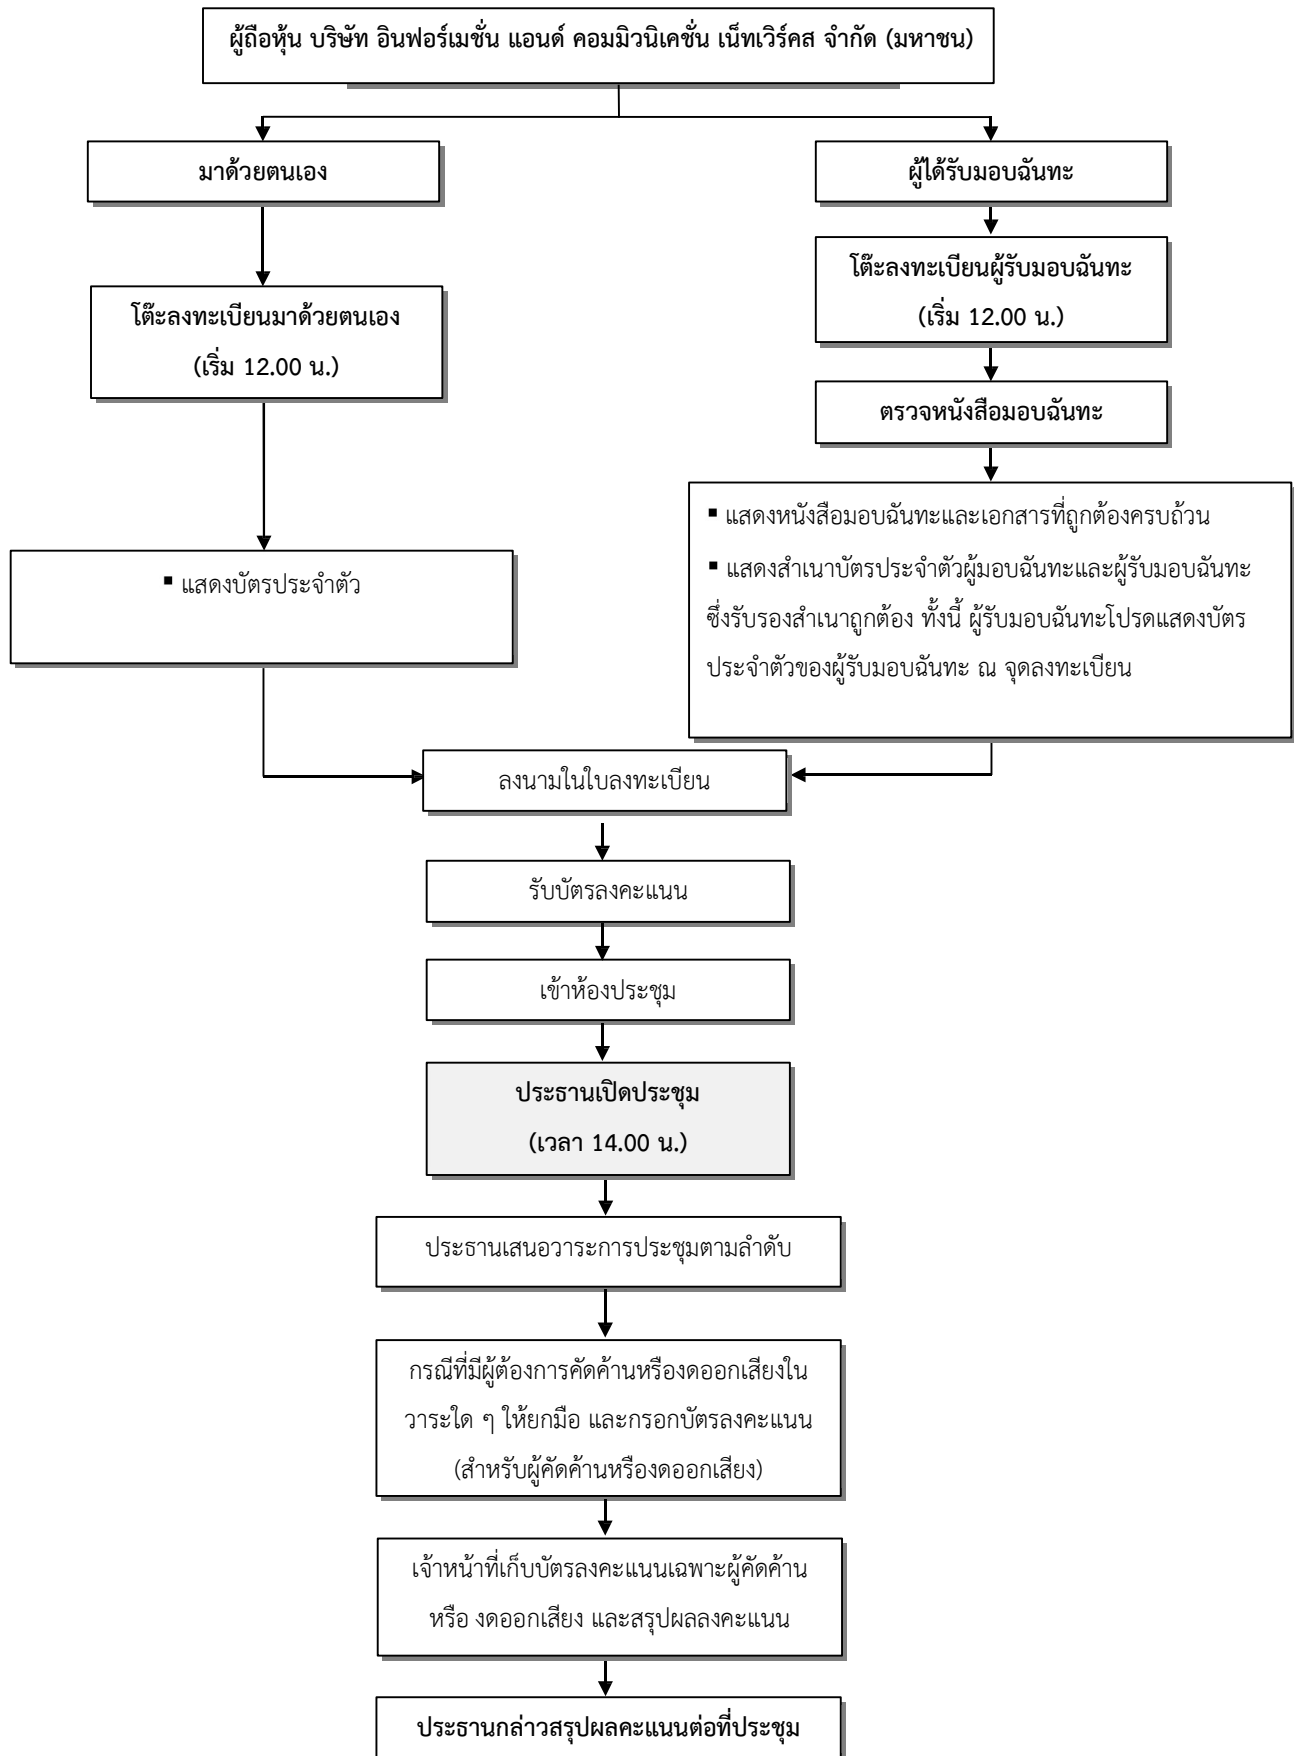 ผู้ถือหุ้น บริษัท อินฟอร์เมชั่น แอนด์ คอมมิวนิเคชั่น เน็ทเวิร์คส จำกัด (มหาชน)
มาด้วยตนเอง
ผู้ได้รับมอบฉันทะ
โต๊ะลงทะเบียนมาด้วยตนเอง
(เริ่ม 12.00 น.)
โต๊ะลงทะเบียนผู้รับมอบฉันทะ
(เริ่ม 12.00 น.)
ตรวจหนังสือมอบฉันทะ
▪ แสดงบัตรประจำตัว
▪ แสดงหนังสือมอบฉันทะและเอกสารที่ถูกต้องครบถ้วน
▪ แสดงสำเนาบัตรประจำตัวผู้มอบฉันทะและผู้รับมอบฉันทะ
ซึ่งรับรองสำเนาถูกต้อง ทั้งนี้ ผู้รับมอบฉันทะโปรดแสดงบัตร
ประจำตัวของผู้รับมอบฉันทะ ณ จุดลงทะเบียน
ลงนามในใบลงทะเบียน
รับบัตรลงคะแนน
เข้าห้องประชุม
ประธานเปิดประชุม
(เวลา 14.00 น.)
ประธานเสนอวาระการประชุมตามลำดับ
กรณีที่มีผู้ต้องการคัดค้านหรืองดออกเสียงใน
วาระใด ๆ ให้ยกมือ และกรอกบัตรลงคะแนน
(สำหรับผู้คัดค้านหรืองดออกเสียง)
เจ้าหน้าที่เก็บบัตรลงคะแนนเฉพาะผู้คัดค้าน
หรือ งดออกเสียง และสรุปผลลงคะแนน
ประธานกล่าวสรุปผลคะแนนต่อที่ประชุม